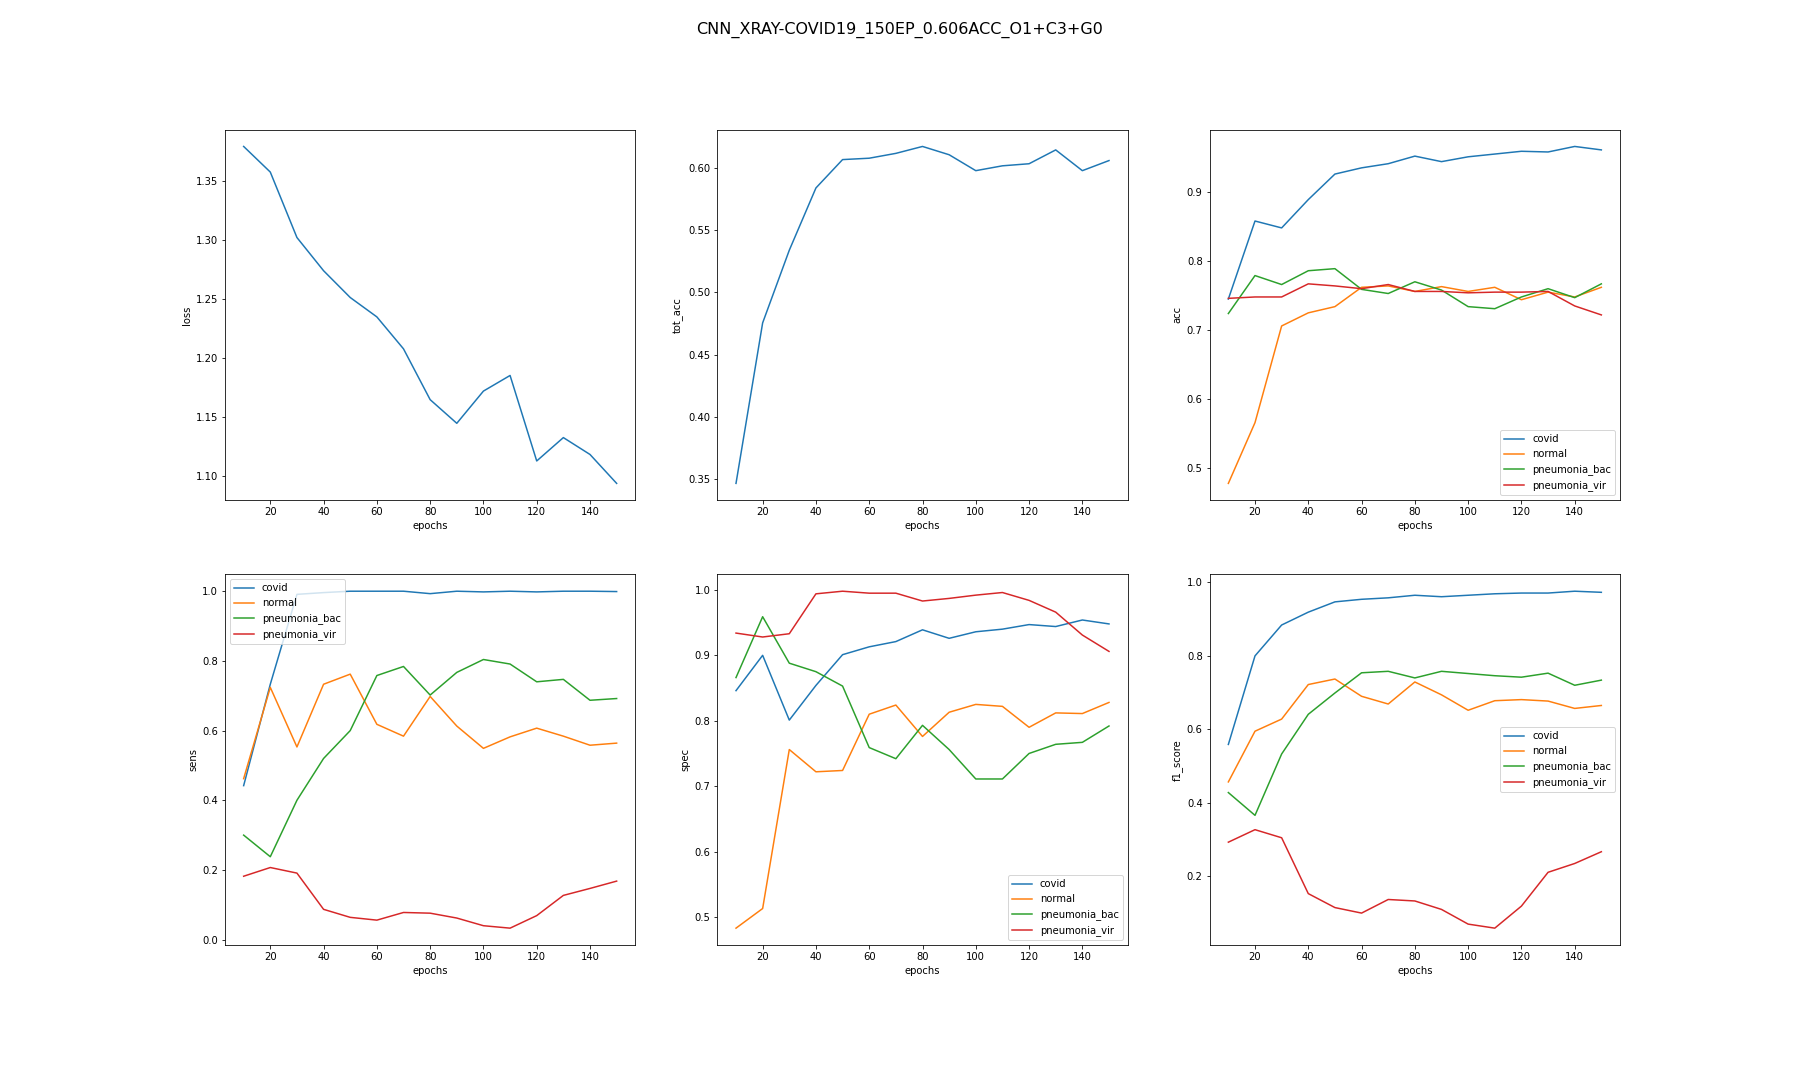 CNN_XRAY-COVID19_150EP_0.606ACC_O1+C3+G0
loss
1.35
1.30
1.25
1.20
1.15
1.10
20 40 60 80 100 120 140
epochs
tot_acc
0.60
0.55
0.50
0.45
0.40
0.35
20 40 60 80 100 120 140
epochs
acc
0.9
0.8
0.7
0.6
0.5
covid
normal
pneumonia_bac
pneumonia_vir
20 40 60 80 100 120 140
epochs
sens
1.0
0.8
0.6
0.4
0.2
0.0
covid
normal
pneumonia_bac
pneumonia_vir
20 40 60 80 100 120 140
epochs
spec
1.0
0.9
0.8
0.7
0.6
0.5
covid
normal
pneumonia_bac
pneumonia_vir
20 40 60 80 100 120 140
epochs
f1_score
1.0
0.8
0.6
0.4
0.2
covid
normal
pneumonia_bac
pneumonia_vir
20 40 60 80 100 120 140
epochs